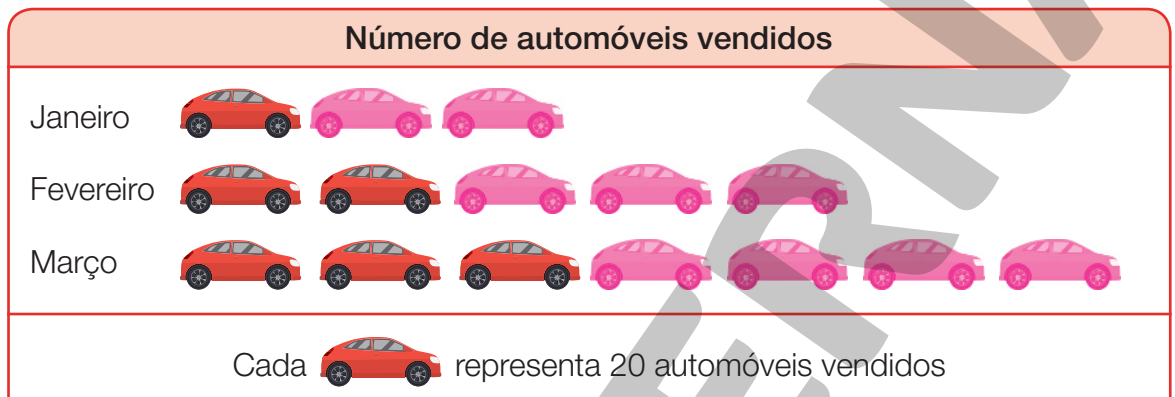 Número de automóveis vendidos
Janeiro
Fevereiro
Março
Cada representa 20 automóveis vendidos